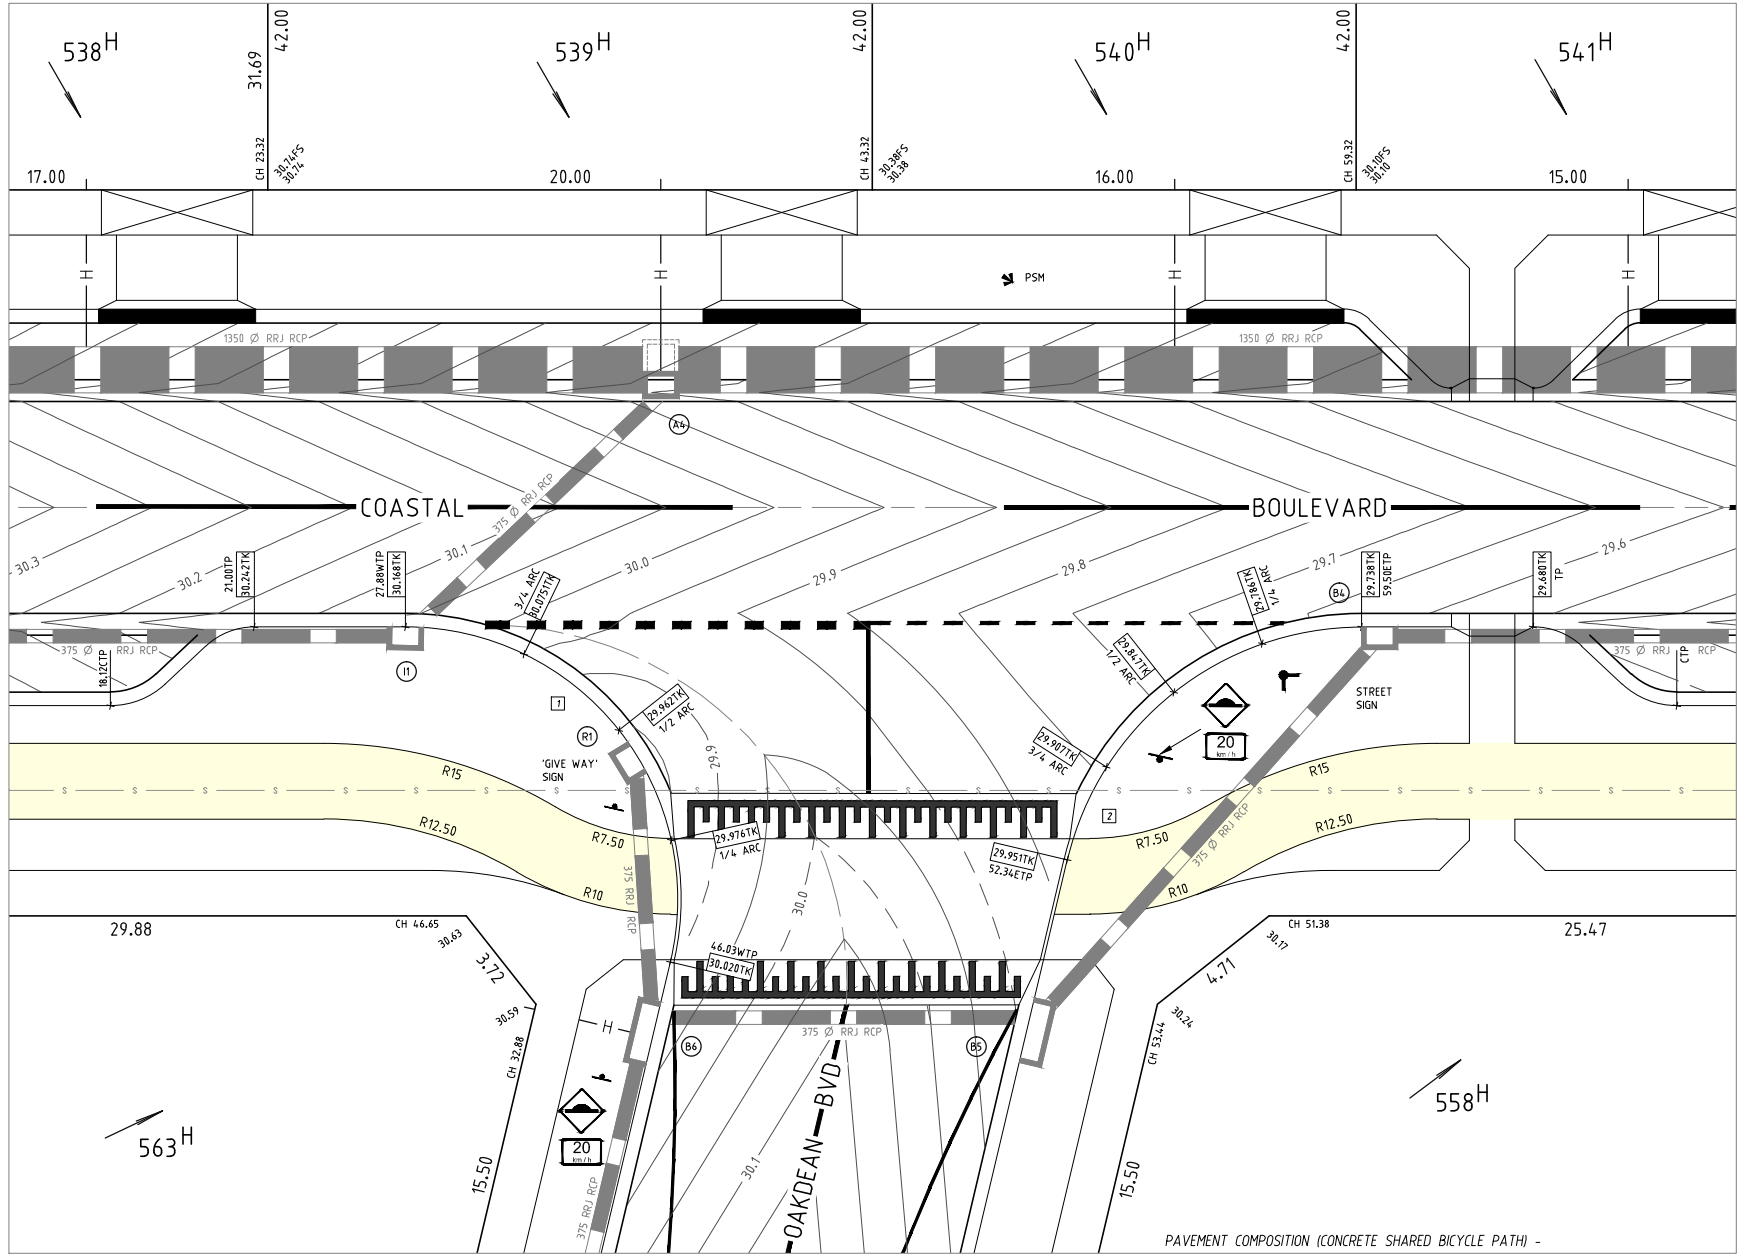 538H
539H
540H
541H
31.69
42.00
42.00
42.00
CH 23.32
30.74FS
30.74
CH 43.32
30.38FS
30.38
CH 59.32
30.10FS
30.10
17.00
20.00
16.00
15.00
H
H
H
H
PSM
1350 Ø RRJ RCP
1350 Ø RRJ RCP
A4
375 Ø RRJ RCP
COASTAL
BOULEVARD
30.3
30.2
30.1
30.0
29.9
29.8
29.7
29.6
21.00TP
30.242TK
27.88WTP
30.168TK
3/4 ARC
30.075TK
29.786TK
1/4 ARC
B4
29.738TK
59.50ETP
29.680TK
TP
375 Ø RRJ RCP
18.12CTP
I1
29.847TK
1/2 ARC
375 Ø RRJ RCP
CTP
1
29.962TK
1/2 ARC
R1
29.9
29.907TK
3/4 ARC
20
km/h
STREET
SIGN
'GIVE WAY'
SIGN
R15
R15
S S S S S S S S S S S S S S S S S S S S S S S S
R12.50
R7.50
29.976TK
1/4 ARC
29.951TK
52.34ETP
2
R7.50
375 Ø RRJ RCP
R12.50
R10
375 RRJ RCP
30.0
R10
29.88
CH 46.65
30.63
3.72
46.03WTP
30.020TK
CH 51.38
30.17
4.71
25.47
30.59
CH 32.88
H
375 Ø RRJ RCP
B6
B5
30.24
CH 53.44
20
km/h
563H
558H
15.50
375 RRJ RCP
30.1
OAKDEAN BVD
15.50
PAVEMENT COMPOSITION (CONCRETE SHARED BICYCLE PATH) -